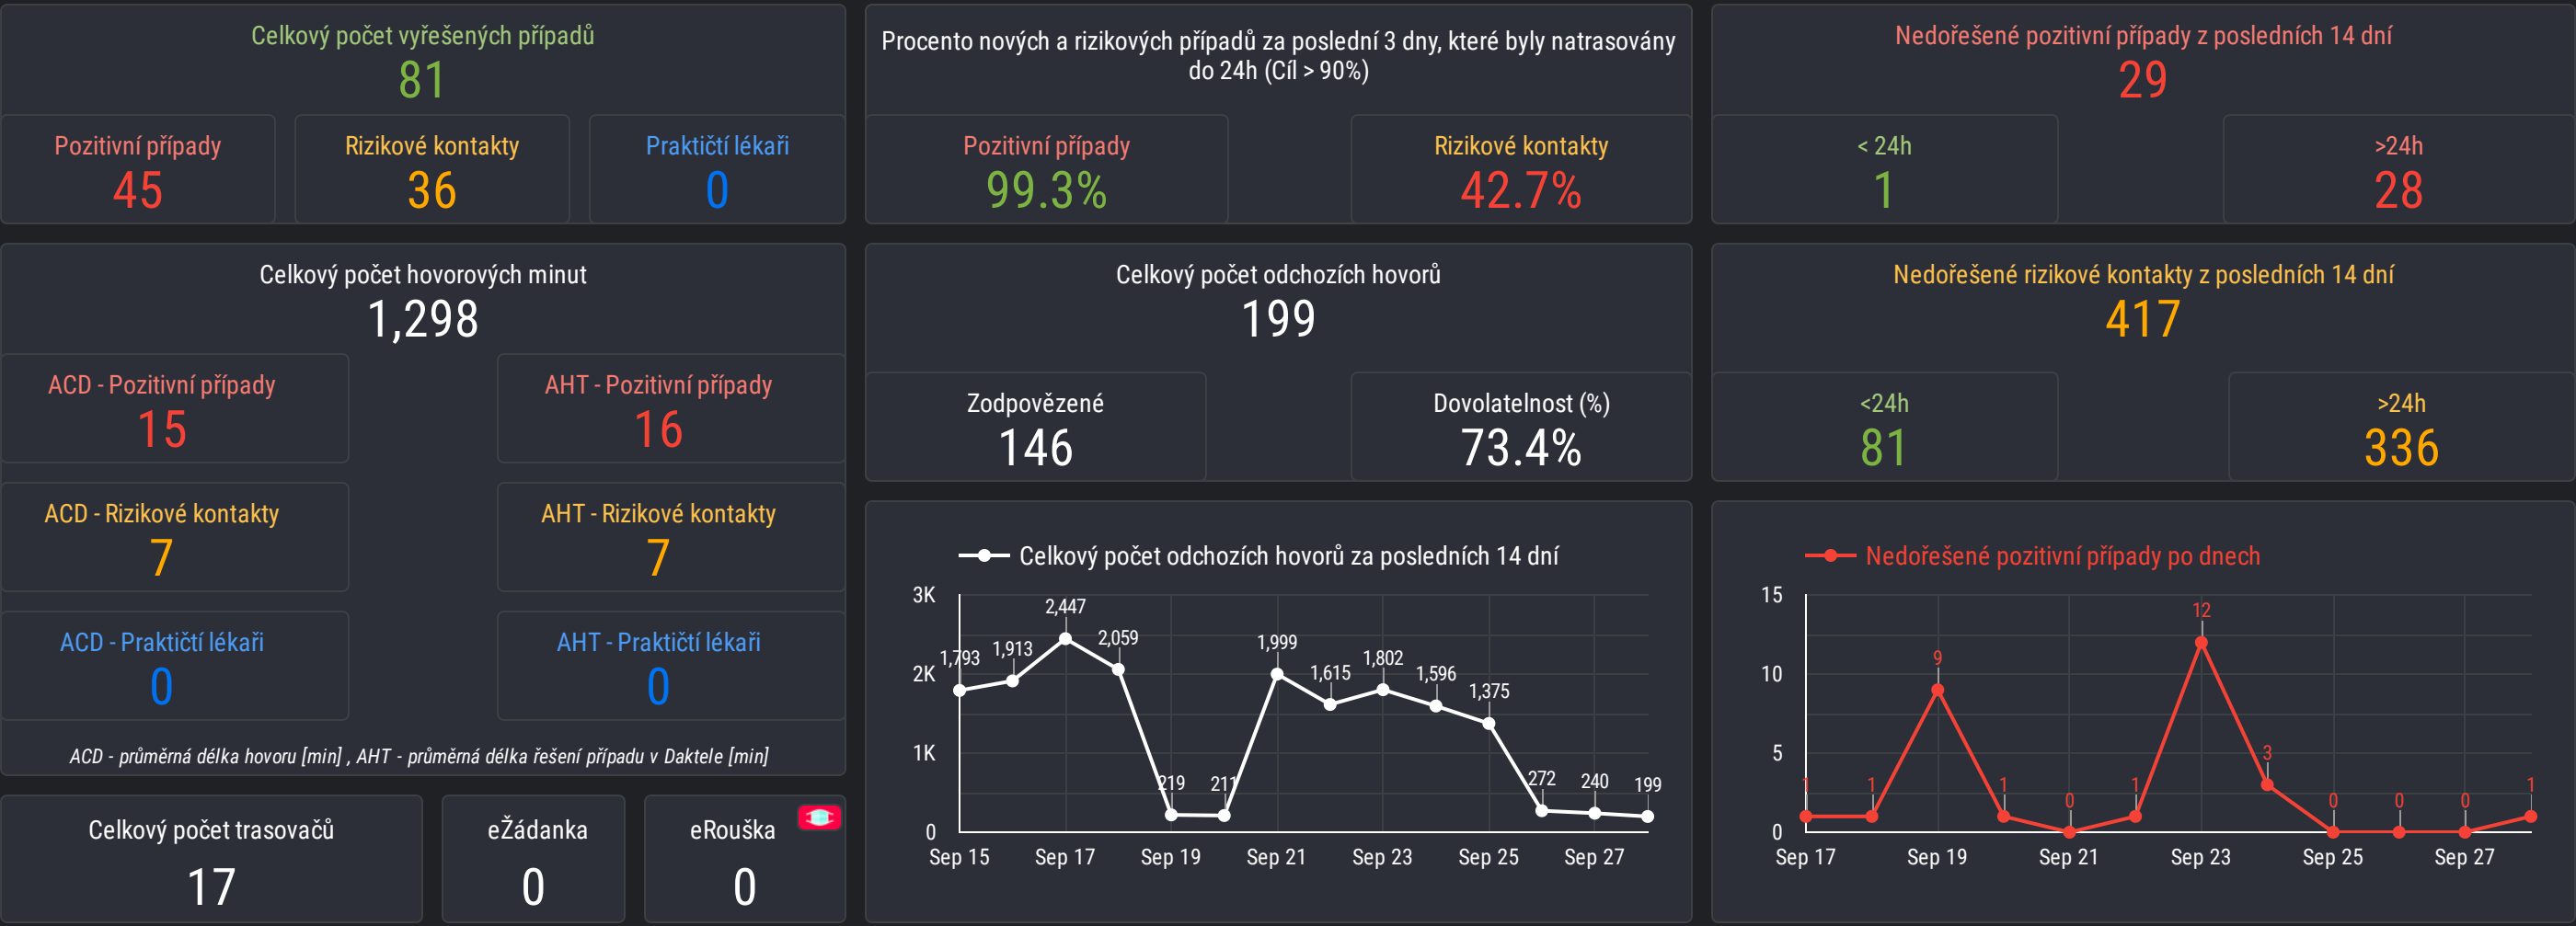 Celkový počet vyřešených případů
81
Pozitivní případy
45
Rizikové kontakty
36
Praktičtí lékaři
0
Procento nových a rizikových případů za poslední 3 dny, které byly natrasovány
do 24h (Cíl > 90%)
Pozitivní případy
99.3%
Rizikové kontakty
42.7%
Nedořešené pozitivní případy z posledních 14 dní
29
< 24h
1
>24h
28
Celkový počet hovorových minut
1,298
ACD - Pozitivní případy
15
AHT - Pozitivní případy
16
ACD - Rizikové kontakty
7
AHT - Rizikové kontakty
7
ACD - Praktičtí lékaři
0
AHT - Praktičtí lékaři
0
ACD - průměrná délka hovoru [min] , AHT - průměrná délka řešení případu v Daktele [min]
Celkový počet odchozích hovorů
199
Zodpovězené
146
Dovolatelnost (%)
73.4%
Nedořešené rizikové kontakty z posledních 14 dní
417
<24h
81
>24h
336
Celkový počet trasovačů
17
eŽádanka
0
eRouška
0
Celkový počet odchozích hovorů za posledních 14 dní
3K
2K
1K
0
1,793
1,913
2,447
2,059
219
211
1,999
1,615
1,802
1,596
1,375
272
240
199
Sep 15
Sep 17
Sep 19
Sep 21
Sep 23
Sep 25
Sep 27
Nedořešené pozitivní případy po dnech
15
10
5
0
1
1
9
1
0
1
12
3
0
0
0
1
Sep 17
Sep 19
Sep 21
Sep 23
Sep 25
Sep 27